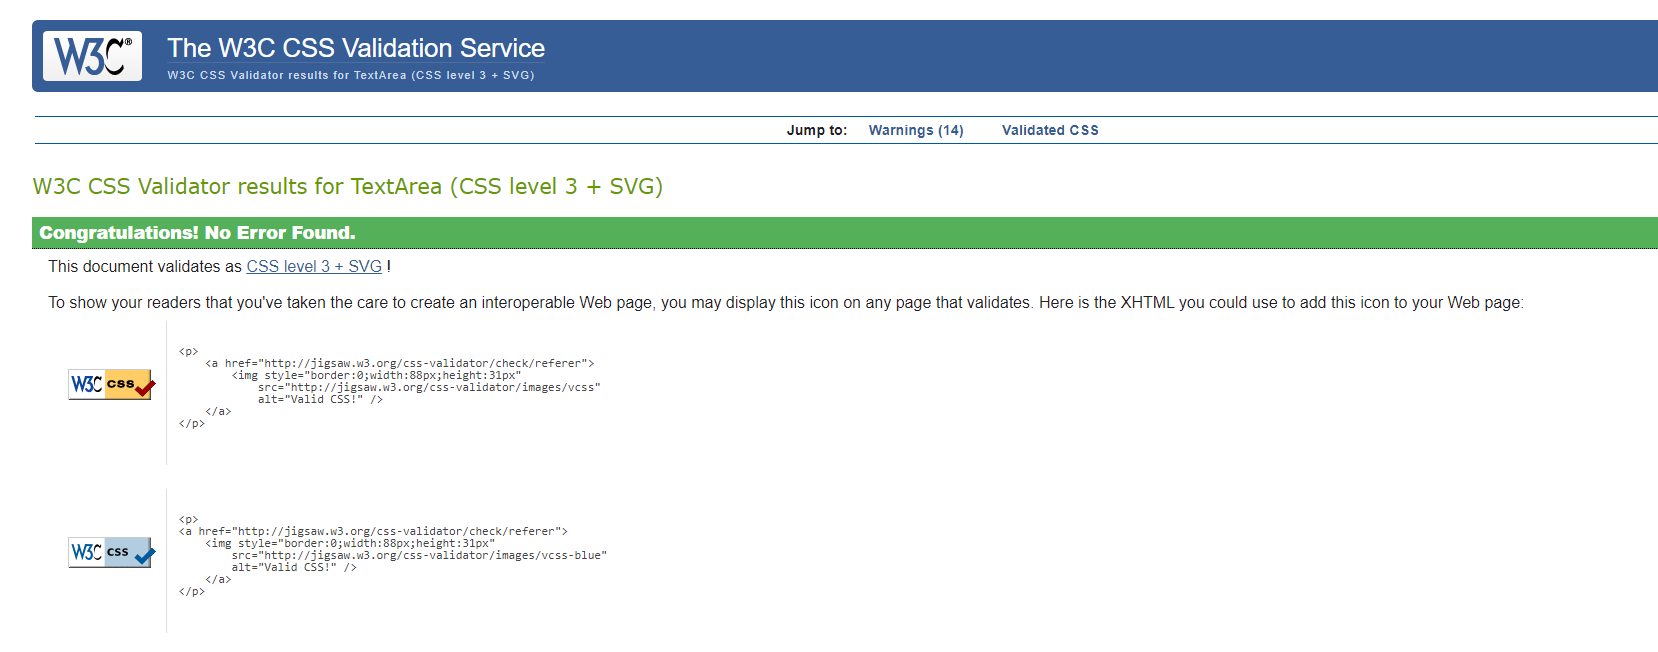 W3C®
The W3C CSS Validation Service
W3C CSS Validator results for TextArea (CSS level 3 + SVG)
Jump to: Warnings (14) Validated CSS
W3C CSS Validator results for TextArea (CSS level 3 + SVG)
Congratulations! No Error Found.
This document validates as CSS level 3 + SVG !
To show your readers that you've taken the care to create an interoperable Web page, you may display this icon on any page that validates. Here is the XHTML you could use to add this icon to your Web page:
W3C css
<p>
    <a href="http://jigsaw.w3.org/css-validator/check/referer">
        <img style="border:0;width:88px;height:31px"
            src="http://jigsaw.w3.org/css-validator/images/vcss"
            alt="Valid CSS!" />
    </a>
</p>
W3C css
<p>
<a href="http://jigsaw.w3.org/css-validator/check/referer">
    <img style="border:0;width:88px;height:31px"
        src="http://jigsaw.w3.org/css-validator/images/vcss-blue"
        alt="Valid CSS!" />
    </a>
</p>